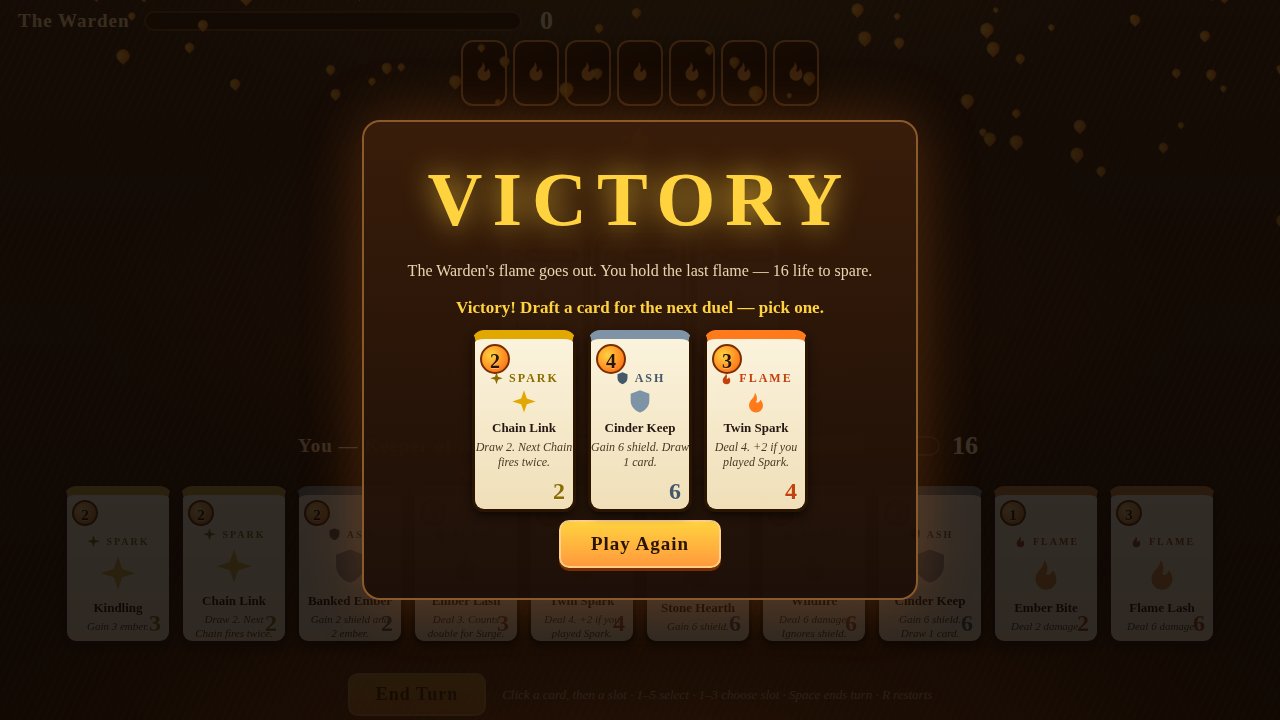 The Warden
0
VICTORY
The Warden's flame goes out. You hold the last flame — 16 life to spare.
Victory! Draft a card for the next duel — pick one.
2
SPARK
Chain Link
Draw 2. Next Chain
fires twice.
2
4
ASH
Cinder Keep
Gain 6 shield. Draw
1 card.
6
3
FLAME
Twin Spark
Deal 4. +2 if you
played Spark.
4
Play Again
You —
16
2
SPARK
Kindling
Gain 3 ember.
3
2
SPARK
Chain Link
Draw 2. Next
Chain fires twice.
2
2
Banked Ember
Gain 2 shield and
2 ember.
2
Ember Lash
Deal 3. Counts
double for Surge.
3
Twin Spark
Deal 4. +2 if you
played Spark.
4
Stone Hearth
Gain 6 shield.
6
Wildfire
Deal 6 damage.
Ignores shield.
6
ASH
Cinder Keep
Gain 6 shield.
Draw 1 card.
6
1
FLAME
Ember Bite
Deal 2 damage.
2
3
FLAME
Flame Lash
Deal 6 damage.
6
End Turn
Click a card, then a slot · 1–5 select · 1–3 choose slot · Space ends turn · R restarts